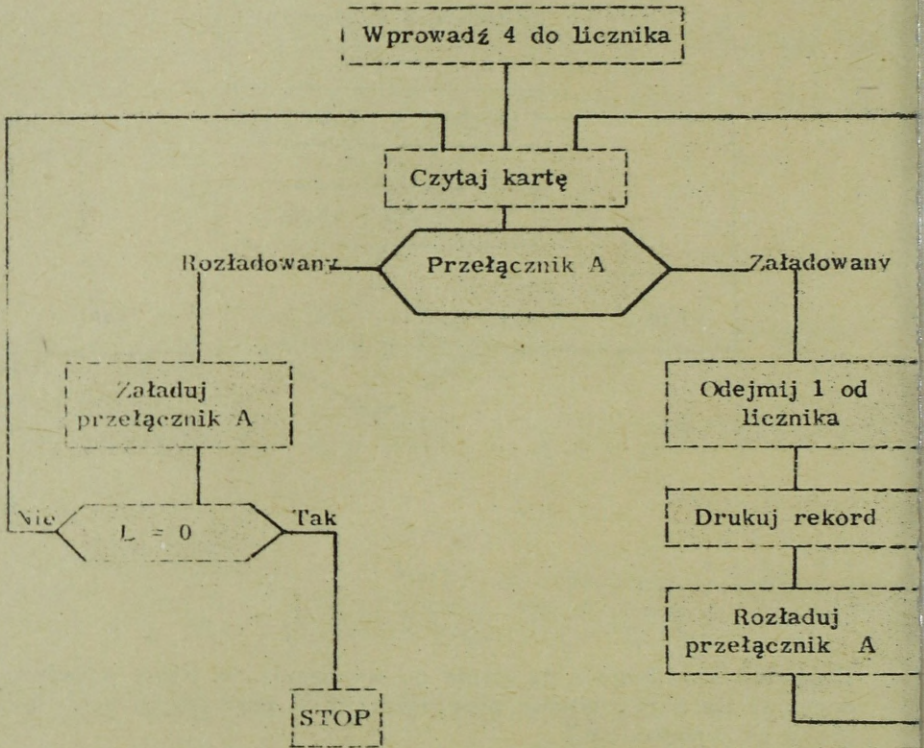 Wprowadź 4 do licznika
Czytaj kartę
Rozładowany
Przełącznik A
Załadowany
Załaduj
przełącznik A
Odejmij 1 od
licznika
Nie
L = 0
Tak
Drukuj rekord
Rozładuj
przełącznik A
STOP